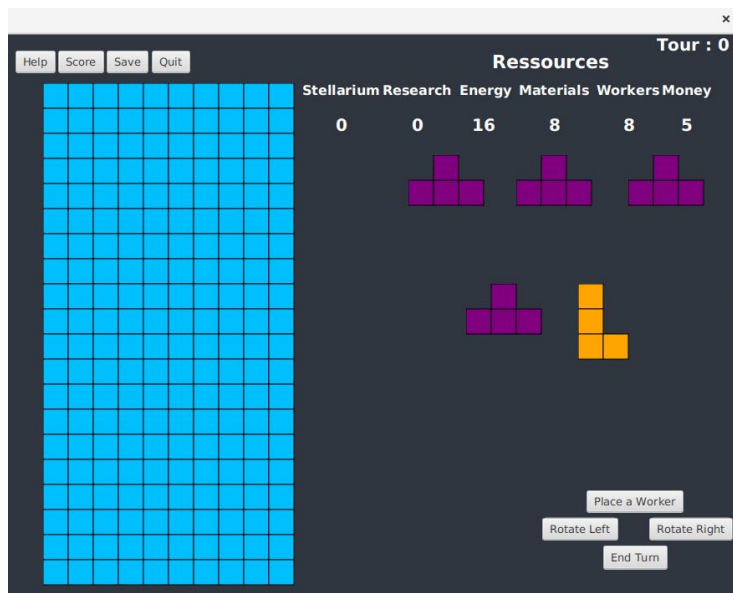 ×
Tour : 0
Help Score Save Quit
Ressources
Stellarium Research Energy Materials Workers Money
0 0 16 8 8 5
Place a Worker
Rotate Left Rotate Right
End Turn